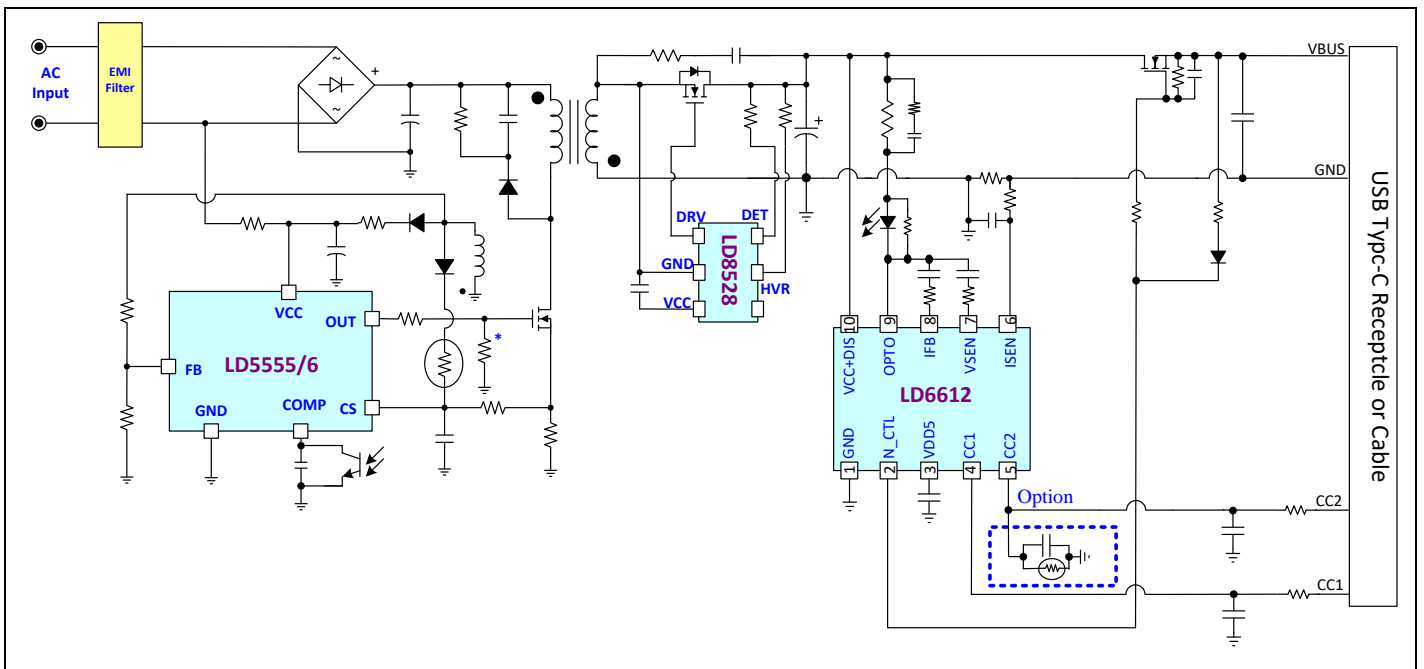 AC
Input
EMI
Filter
+
~
~
+
VBUS
GND
USB Typc-C Receptcle or Cable
DRV
DET
GND
HVR
VCC
LD8528
VCC
OUT
*
FB
LD5555/6
GND
COMP
CS
10
9
8
7
6
VCC+DIS
OPTO
IFB
VSEN
ISEN
LD6612
GND
N_CTL
VDD5
CC1
CC2
1
2
3
4
5
Option
CC2
CC1